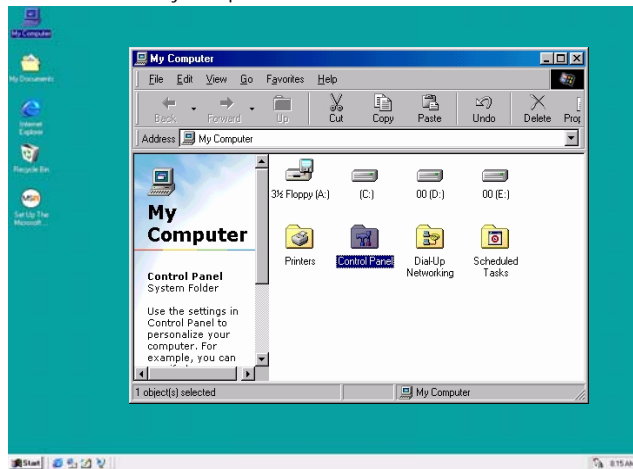 My Computer
My Documents
Internet
Explorer
Recycle Bin
msn
Set Up The
Microsoft ...
My Computer
File Edit View Go Favorites Help
Back Forward Up Cut Copy Paste Undo Delete Prop
Address My Computer
My
Computer
Control Panel
System Folder
Use the settings in
Control Panel to
personalize your
computer. For
example, you can
3½ Floppy (A:) (C:) 00 (D:) 00 (E:)
Printers Control Panel Dial-Up
Networking Scheduled
Tasks
1 object(s) selected My Computer
Start 8:15 AM